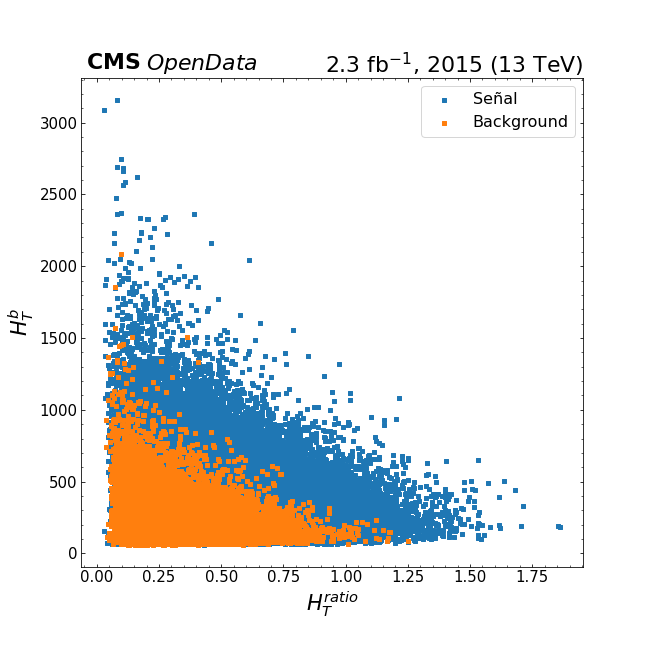 CMS OpenData 2.3 fb⁻¹, 2015 (13 TeV)
Señal
Background
3000
2500
2000
1500
1000
500
0
H_T^b
0.00 0.25 0.50 0.75 1.00 1.25 1.50 1.75
H_T^{ratio}